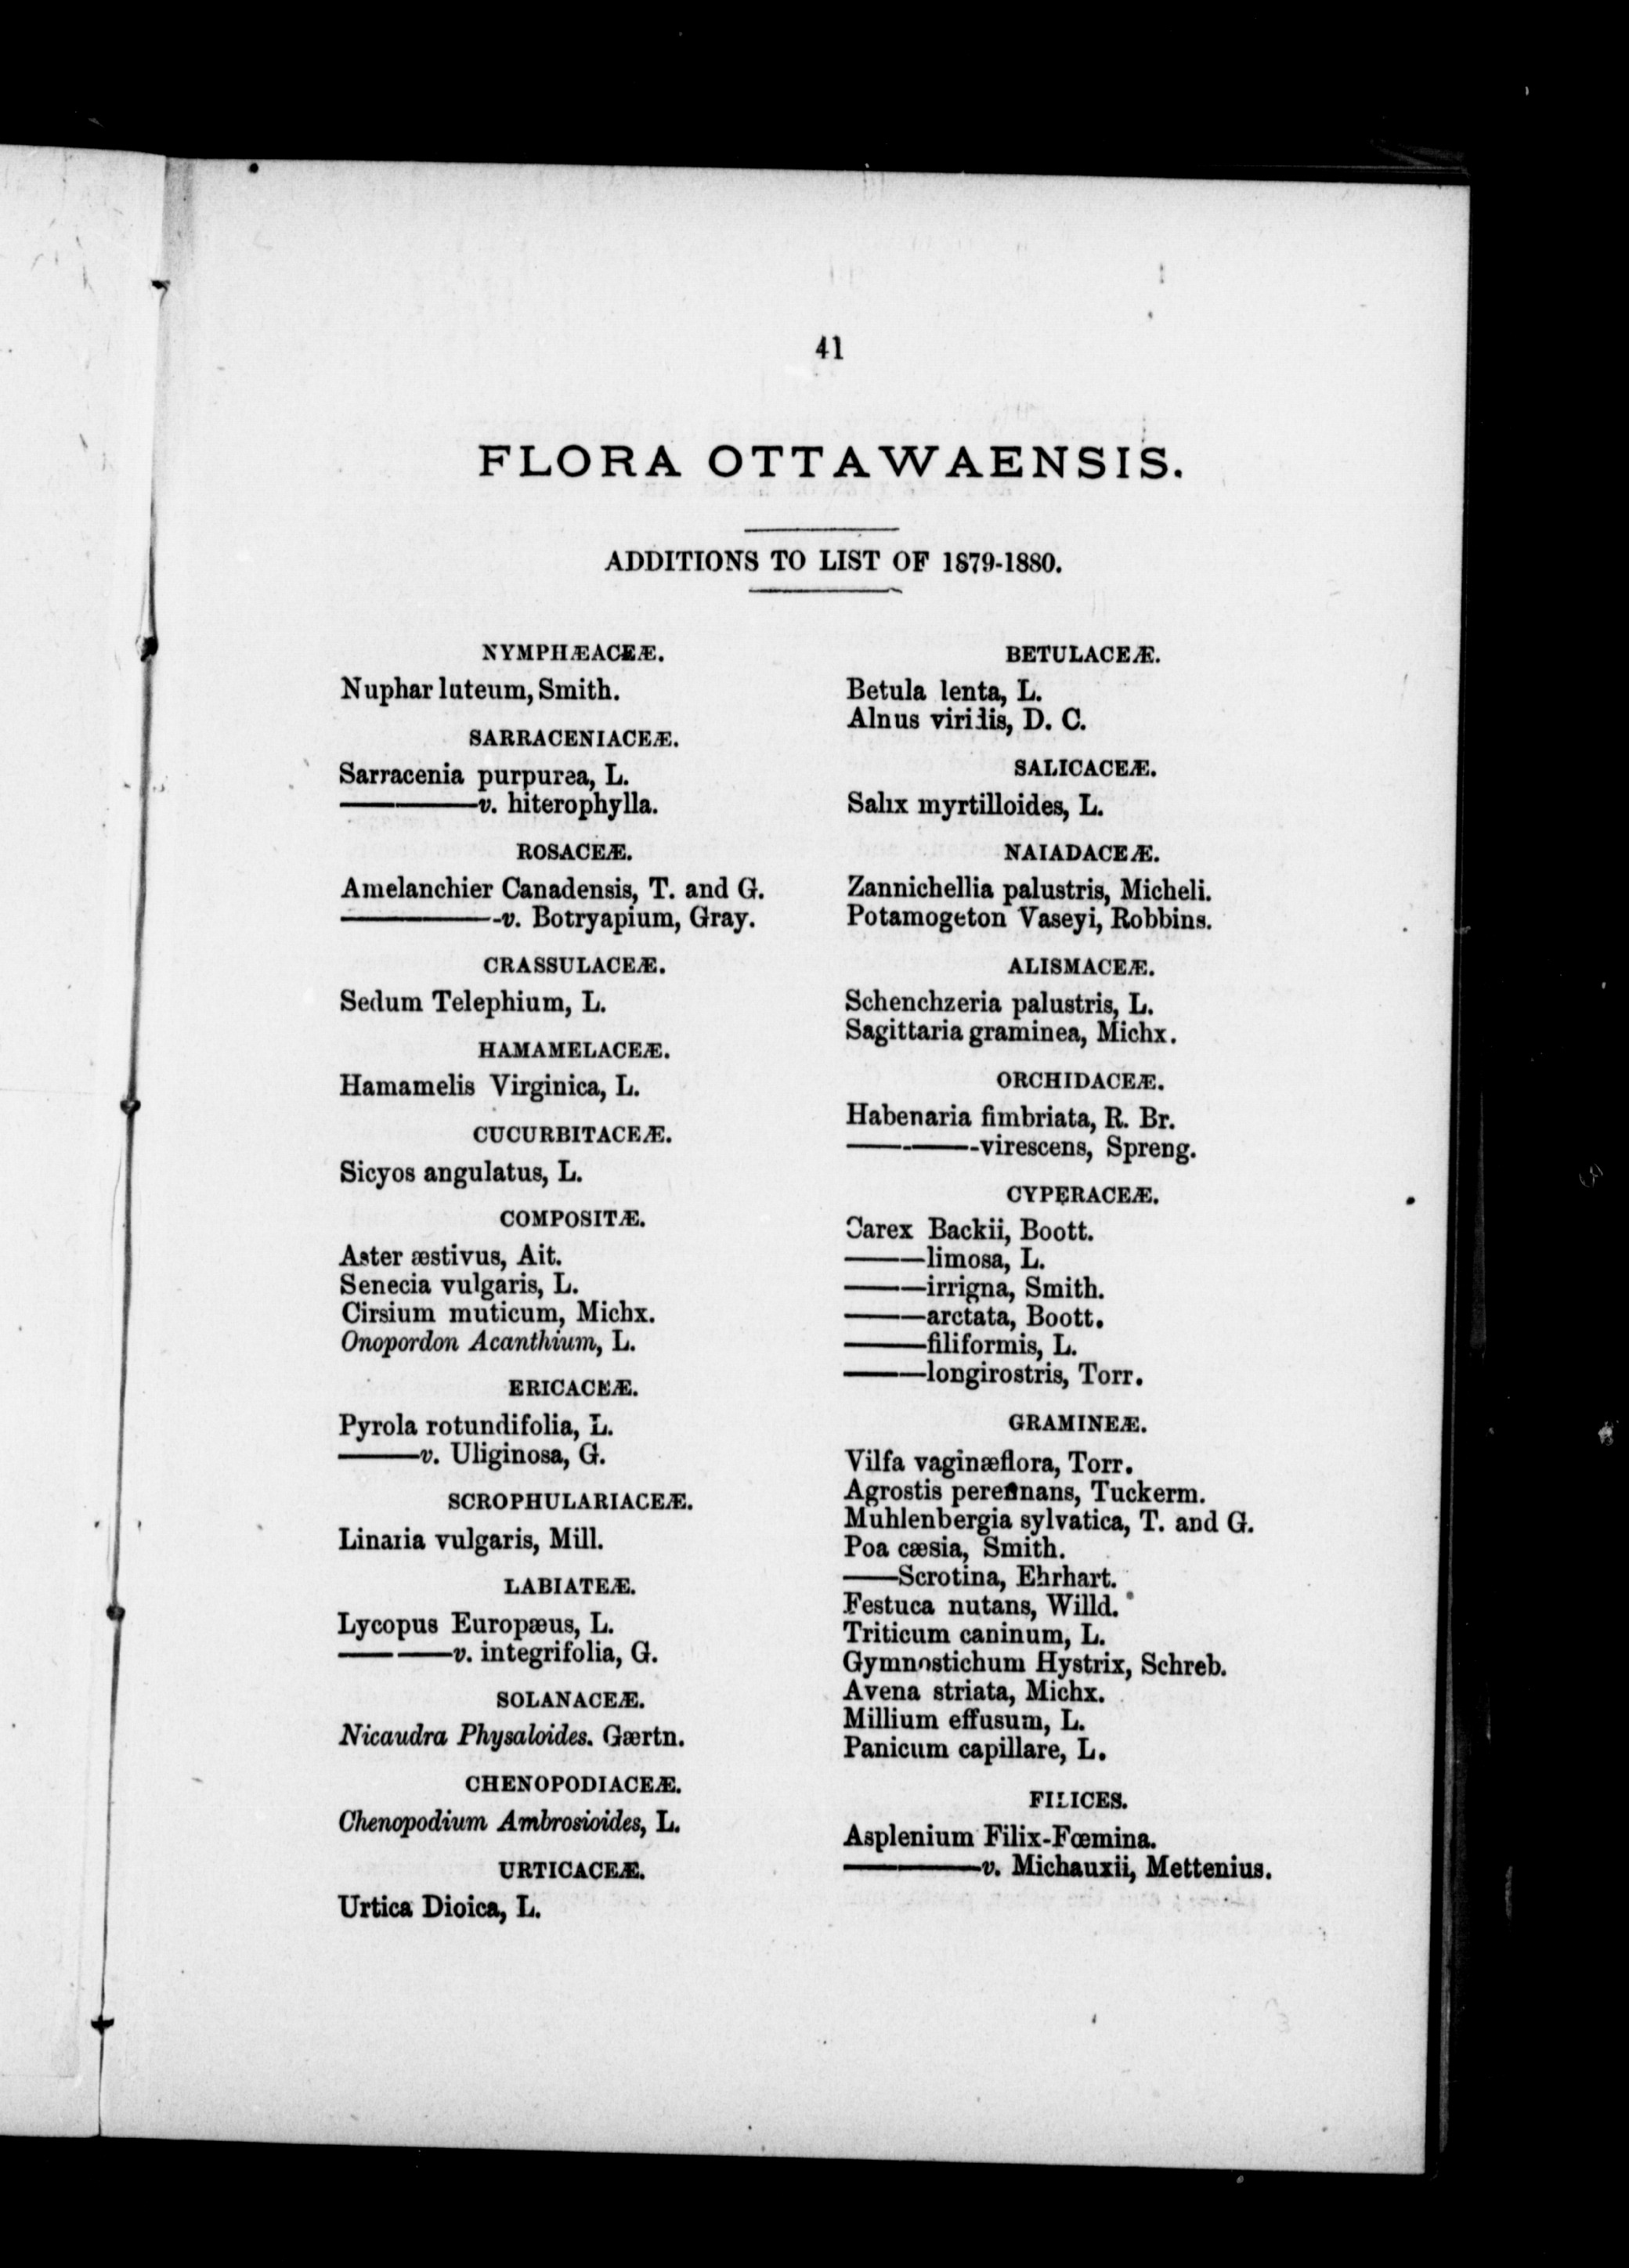 41
FLORA OTTAWAENSIS.
ADDITIONS TO LIST OF 1879-1880.
NYMPHÆACEÆ.
Nuphar luteum, Smith.
SARRACENIACEÆ.
Sarracenia purpurea, L.
———v. hiterophylla.
ROSACEÆ.
Amelanchier Canadensis, T. and G.
———-v. Botryapium, Gray.
CRASSULACEÆ.
Sedum Telephium, L.
HAMAMELACEÆ.
Hamamelis Virginica, L.
CUCURBITACEÆ.
Sicyos angulatus, L.
COMPOSITÆ.
Aster æstivus, Ait.
Senecia vulgaris, L.
Cirsium muticum, Michx.
Onopordon Acanthium, L.
ERICACEÆ.
Pyrola rotundifolia, L.
———v. Uliginosa, G.
SCROPHULARIACEÆ.
Linaria vulgaris, Mill.
LABIATEÆ.
Lycopus Europæus, L.
—— ——v. integrifolia, G.
SOLANACEÆ.
Nicaudra Physaloides. Gærtn.
CHENOPODIACEÆ.
Chenopodium Ambrosioides, L.
URTICACEÆ.
Urtica Dioica, L.
BETULACEÆ.
Betula lenta, L.
Alnus viridis, D. C.
SALICACEÆ.
Salix myrtilloides, L.
NAIADACEÆ.
Zannichellia palustris, Micheli.
Potamogeton Vaseyi, Robbins.
ALISMACEÆ.
Schenchzeria palustris, L.
Sagittaria graminea, Michx.
ORCHIDACEÆ.
Habenaria fimbriata, R. Br.
———-virescens, Spreng.
CYPERACEÆ.
Carex Backii, Boott.
———limosa, L.
———irrigna, Smith.
———arctata, Boott.
———filiformis, L.
———longirostris, Torr.
GRAMINEÆ.
Vilfa vaginæflora, Torr.
Agrostis perennans, Tuckerm.
Muhlenbergia sylvatica, T. and G.
Poa cæsia, Smith.
——Scrotina, Ehrhart.
Festuca nutans, Willd.
Triticum caninum, L.
Gymnostichum Hystrix, Schreb.
Avena striata, Michx.
Millium effusum, L.
Panicum capillare, L.
FILICES.
Asplenium Filix-Fœmina.
———v. Michauxii, Mettenius.